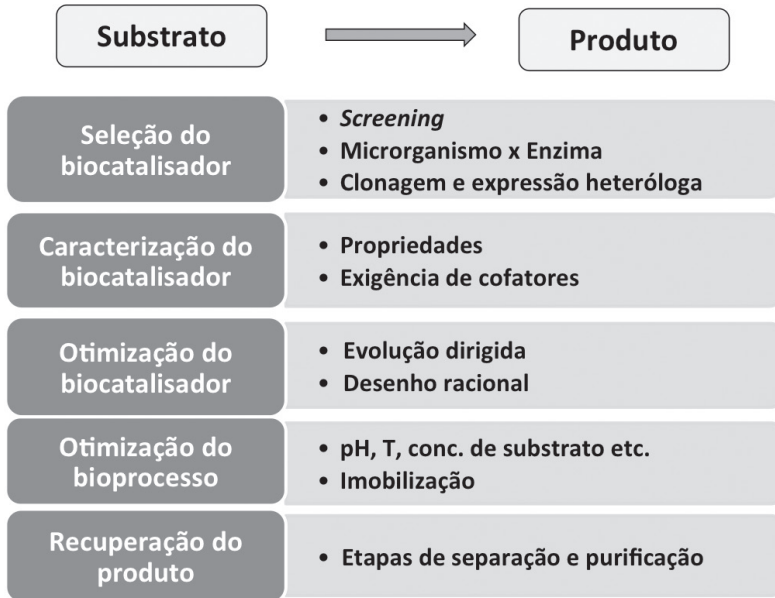 Substrato
Produto
Seleção do
biocatalisador
• Screening
• Microrganismo x Enzima
• Clonagem e expressão heteróloga
Caracterização do
biocatalisador
• Propriedades
• Exigência de cofatores
Otimização do
biocatalisador
• Evolução dirigida
• Desenho racional
Otimização do
bioprocesso
• pH, T, conc. de substrato etc.
• Imobilização
Recuperação do
produto
• Etapas de separação e purificação